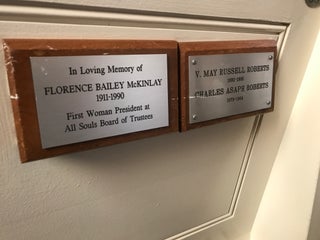 In Loving Memory of
FLORENCE BAILEY McKINLAY
1911-1990
First Woman President at
All Souls Board of Trustees
V. MAY RUSSELL ROBERTS
CHARLES ASAPH ROBERTS